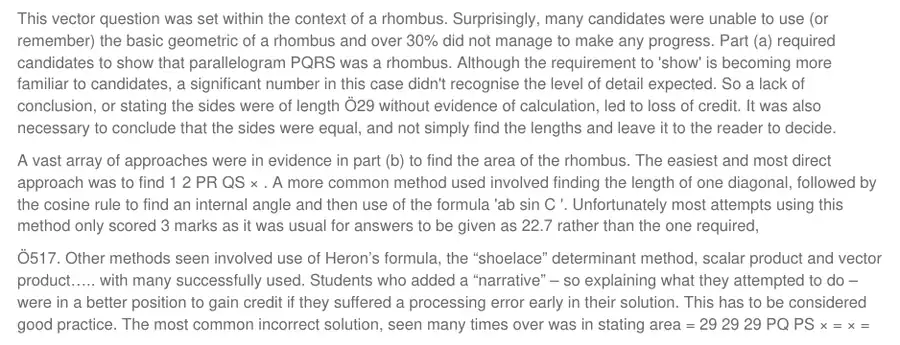 This vector question was set within the context of a rhombus. Surprisingly, many candidates were unable to use (or
remember) the basic geometric of a rhombus and over 30% did not manage to make any progress. Part (a) required
candidates to show that parallelogram PQRS was a rhombus. Although the requirement to 'show' is becoming more
familiar to candidates, a significant number in this case didn't recognise the level of detail expected. So a lack of
conclusion, or stating the sides were of length Ö29 without evidence of calculation, led to loss of credit. It was also
necessary to conclude that the sides were equal, and not simply find the lengths and leave it to the reader to decide.
A vast array of approaches were in evidence in part (b) to find the area of the rhombus. The easiest and most direct
approach was to find 1 2 PR QS × . A more common method used involved finding the length of one diagonal, followed by
the cosine rule to find an internal angle and then use of the formula 'ab sin C '. Unfortunately most attempts using this
method only scored 3 marks as it was usual for answers to be given as 22.7 rather than the one required,
Ö517. Other methods seen involved use of Heron’s formula, the “shoelace” determinant method, scalar product and vector
product….. with many successfully used. Students who added a “narrative” – so explaining what they attempted to do –
were in a better position to gain credit if they suffered a processing error early in their solution. This has to be considered
good practice. The most common incorrect solution, seen many times over was in stating area = 29 29 29 PQ PS × = × =